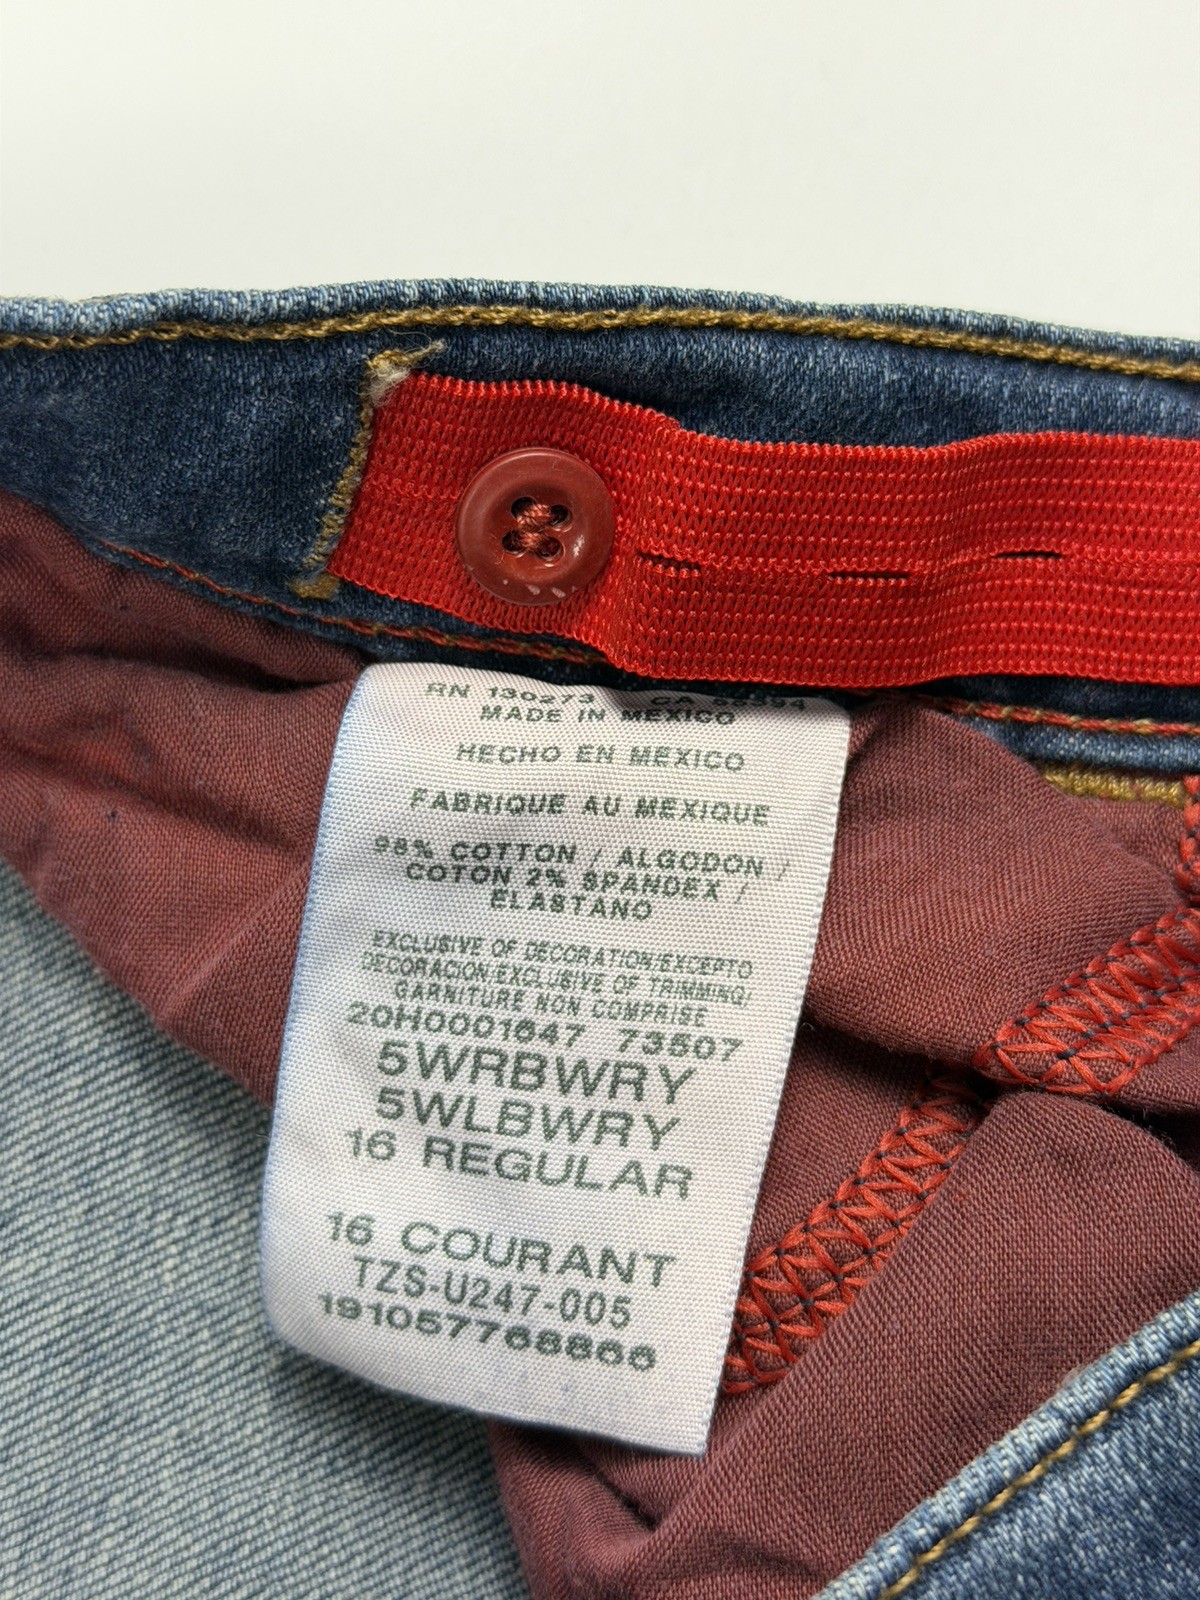 RN 130273 CA
MADE IN MEXICO
HECHO EN MEXICO
FABRIQUE AU MEXIQUE
98% COTTON / ALGODON /
COTON 2% SPANDEX /
ELASTANO
EXCLUSIVE OF DECORATION/EXCEPTO
DECORACION/EXCLUSIVE OF TRIMMING/
GARNITURE NON COMPRISE
20H0001647 73507
5WRBWRY
5WLBWRY
16 REGULAR
16 COURANT
TZS-U247-005
191057768866